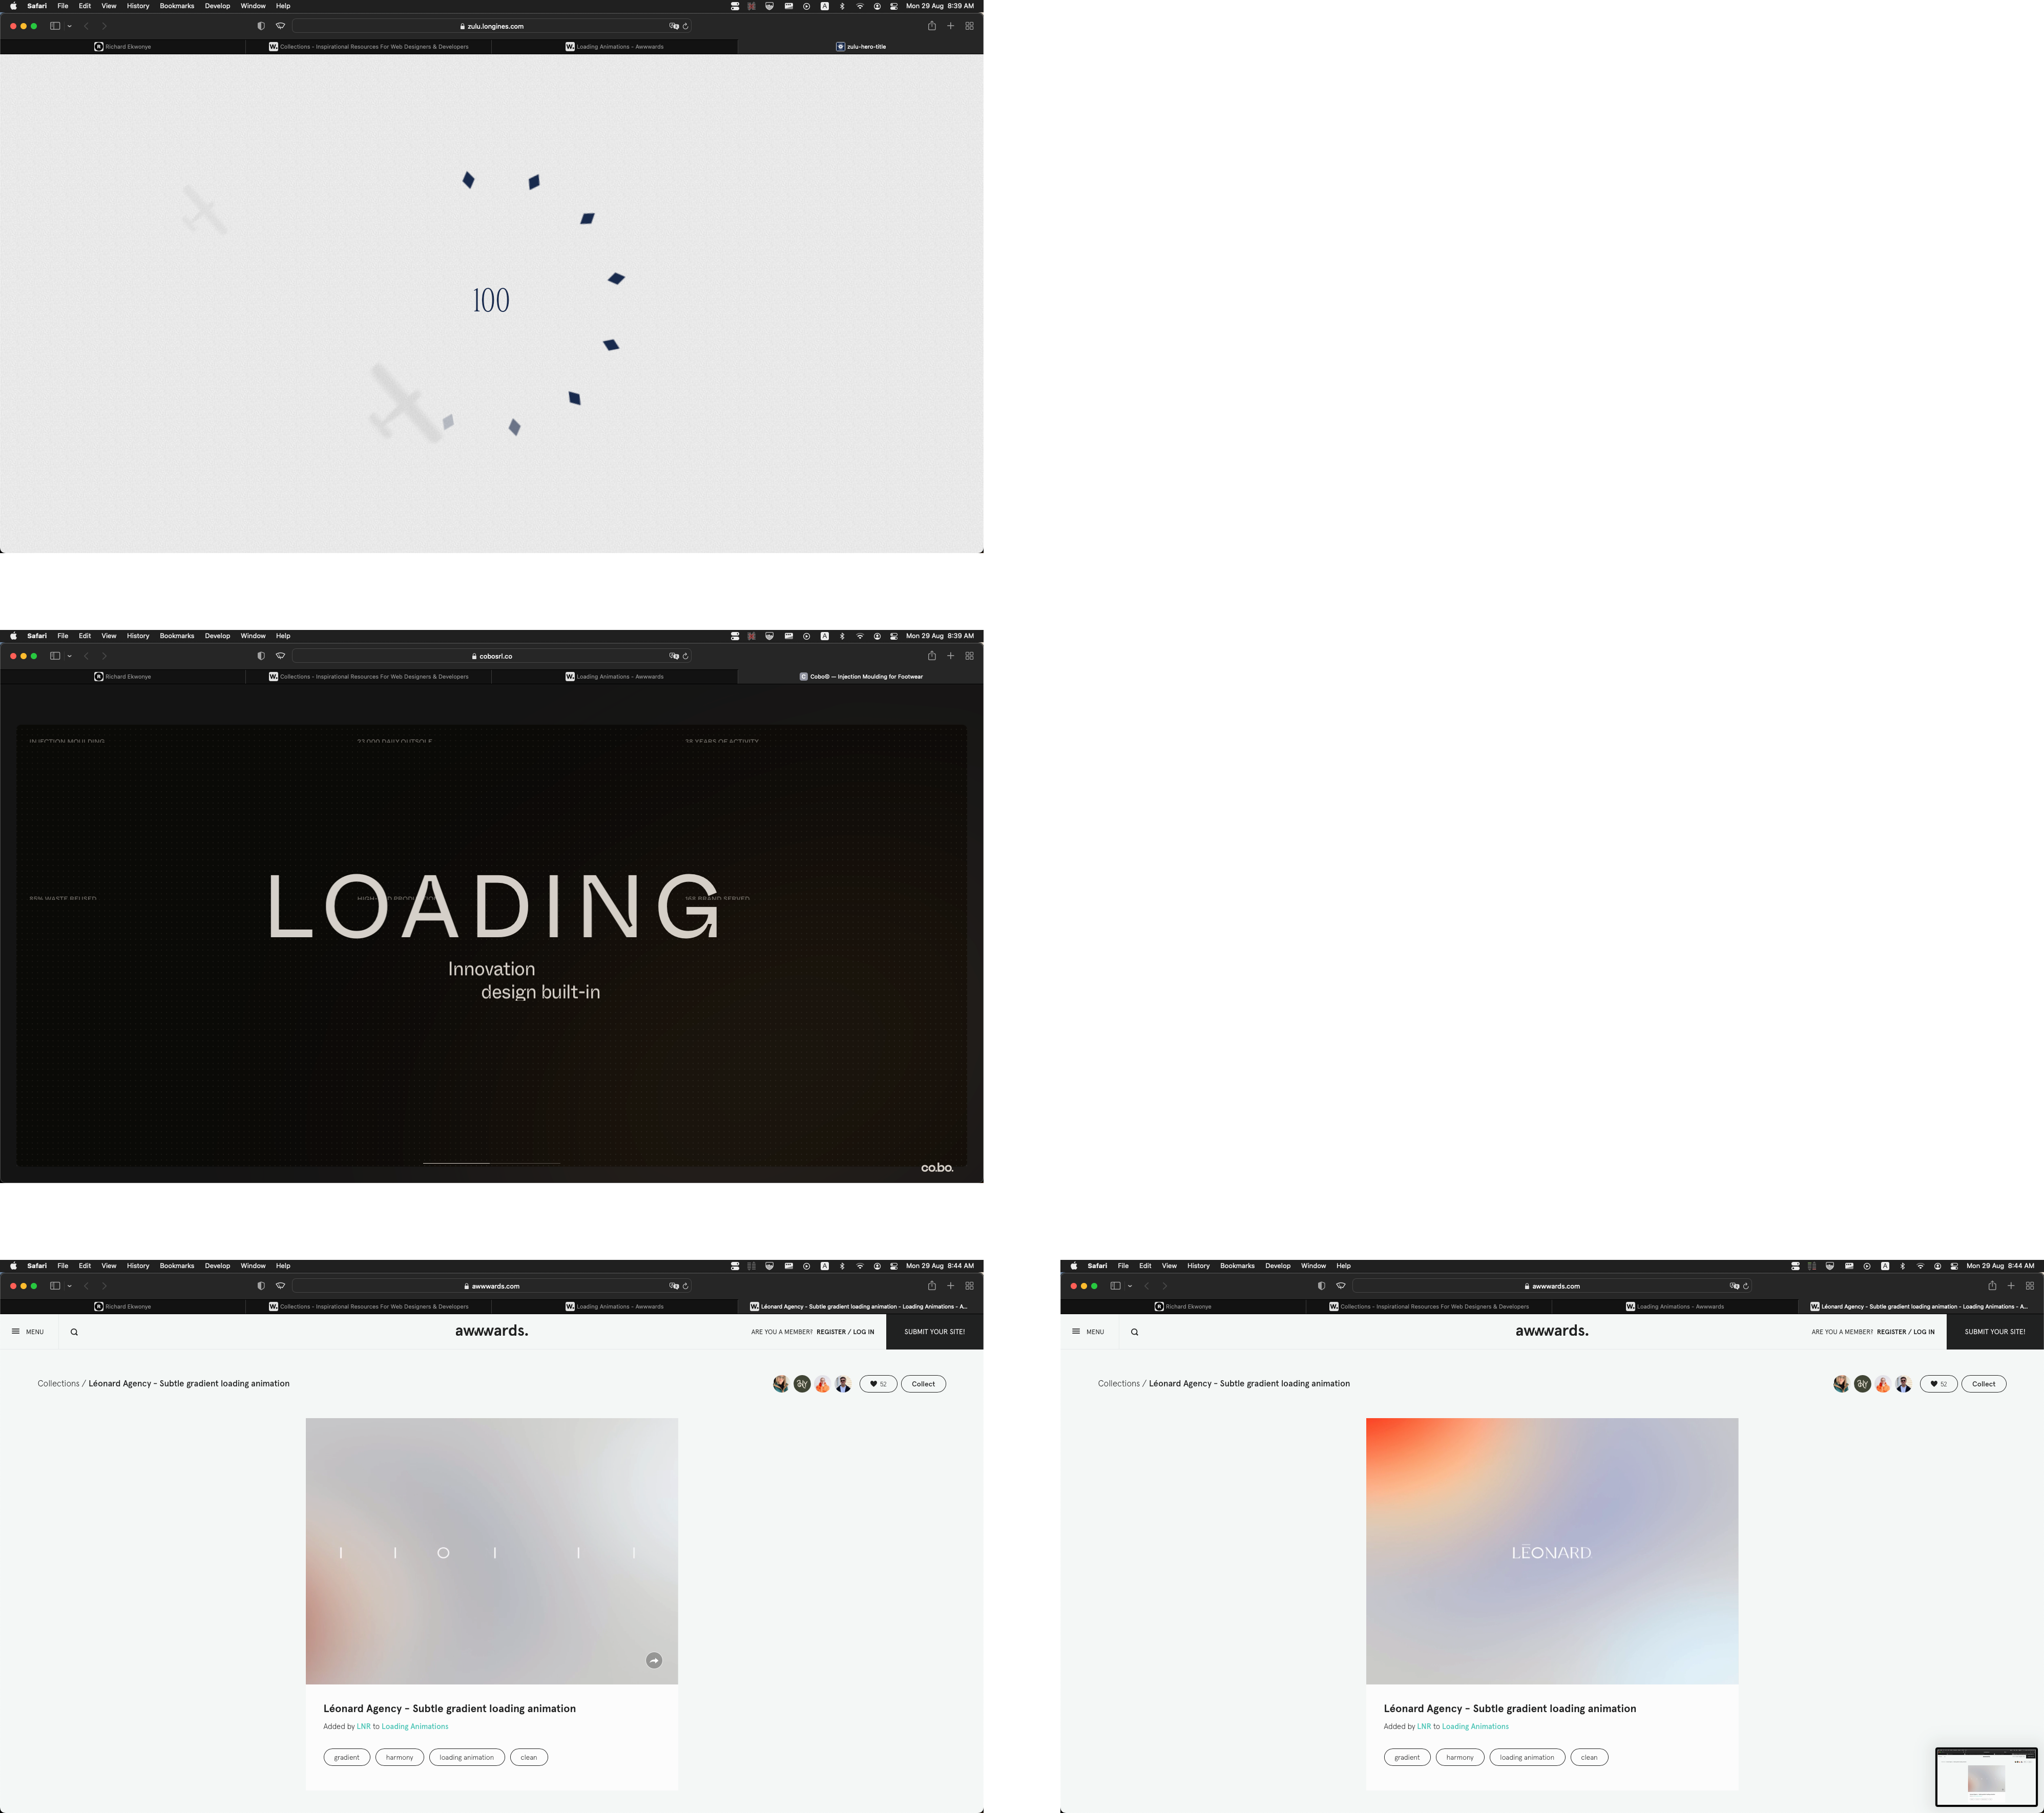 Safari File Edit View History Bookmarks Develop Window Help
A
Mon 29 Aug 8:39 AM
zulu.longines.com
Richard Ekwonye
W. Collections - Inspirational Resources For Web Designers & Developers
W. Loading Animations - Awwwards
zulu-hero-title
100
Safari File Edit View History Bookmarks Develop Window Help
A
Mon 29 Aug 8:39 AM
cobosrl.co
Richard Ekwonye
W. Collections - Inspirational Resources For Web Designers & Developers
W. Loading Animations - Awwwards
C Cobo® — Injection Moulding for Footwear
INJECTION MOULDING
23.000 DAILY OUTSOLE
38 YEARS OF ACTIVITY
85% WASTE REUSED
BRAND SERVED
LOADING
Innovation
design built-in
co.bo.
Safari File Edit View History Bookmarks Develop Window Help
A
Mon 29 Aug 8:44 AM
awwwards.com
Richard Ekwonye
W. Collections - Inspirational Resources For Web Designers & Developers
W. Loading Animations - Awwwards
W. Léonard Agency - Subtle gradient loading animation - Loading Animations - A...
MENU
awwwards.
ARE YOU A MEMBER? REGISTER / LOG IN
SUBMIT YOUR SITE!
Collections / Léonard Agency - Subtle gradient loading animation
52
Collect
Léonard Agency - Subtle gradient loading animation
Added by LNR to Loading Animations
gradient
harmony
loading animation
clean
Safari File Edit View History Bookmarks Develop Window Help
A
Mon 29 Aug 8:44 AM
awwwards.com
Richard Ekwonye
W. Collections - Inspirational Resources For Web Designers & Developers
W. Loading Animations - Awwwards
W. Léonard Agency - Subtle gradient loading animation - Loading Animations - A...
MENU
awwwards.
ARE YOU A MEMBER? REGISTER / LOG IN
SUBMIT YOUR SITE!
Collections / Léonard Agency - Subtle gradient loading animation
52
Collect
LĒONARD
Léonard Agency - Subtle gradient loading animation
Added by LNR to Loading Animations
gradient
harmony
loading animation
clean